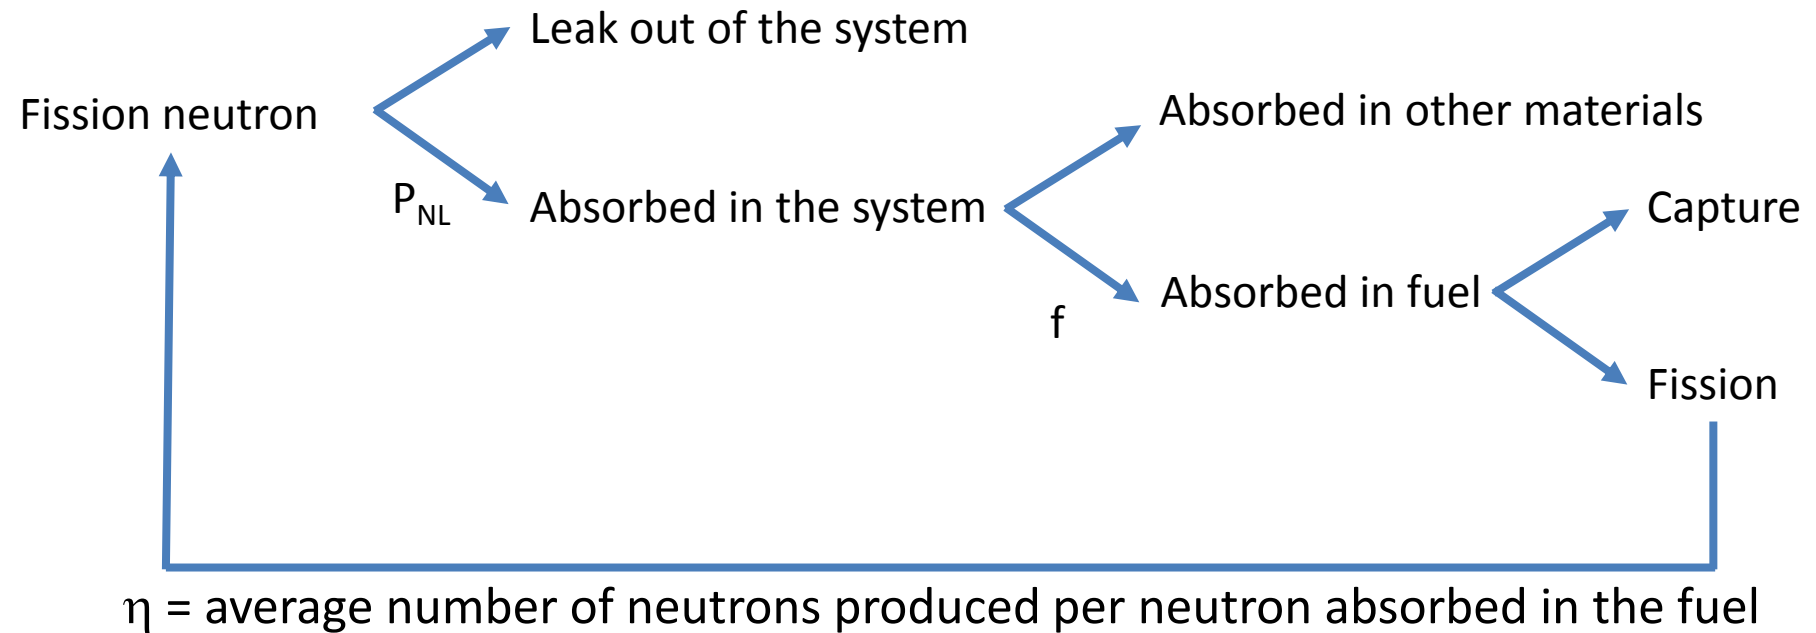 Leak out of the system
Fission neutron
Absorbed in other materials
P_NL
Absorbed in the system
Capture
Absorbed in fuel
f
Fission
η = average number of neutrons produced per neutron absorbed in the fuel